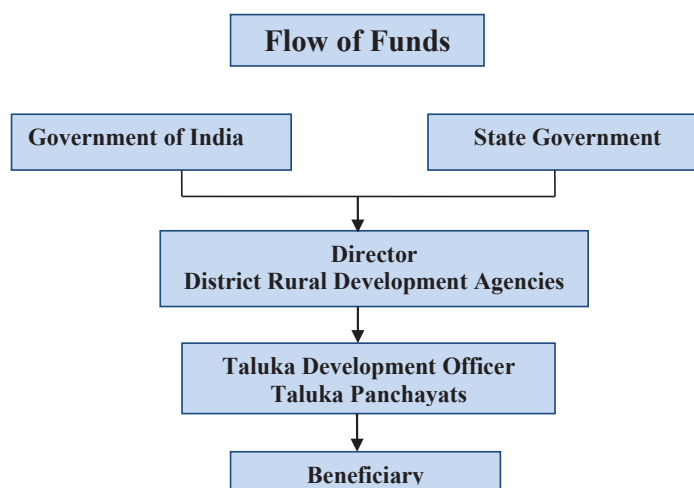 Flow of Funds
Government of India
State Government
Director
District Rural Development Agencies
Taluka Development Officer
Taluka Panchayats
Beneficiary